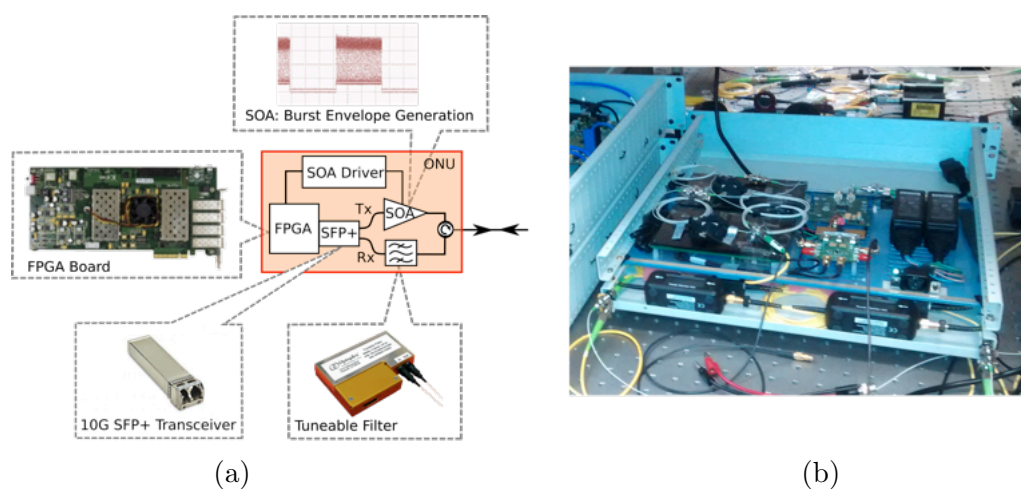 SOA: Burst Envelope Generation
ONU
SOA Driver
FPGA
SFP+
Tx
SOA
Rx
FPGA Board
10G SFP+ Transceiver
Tuneable Filter
(a)
(b)